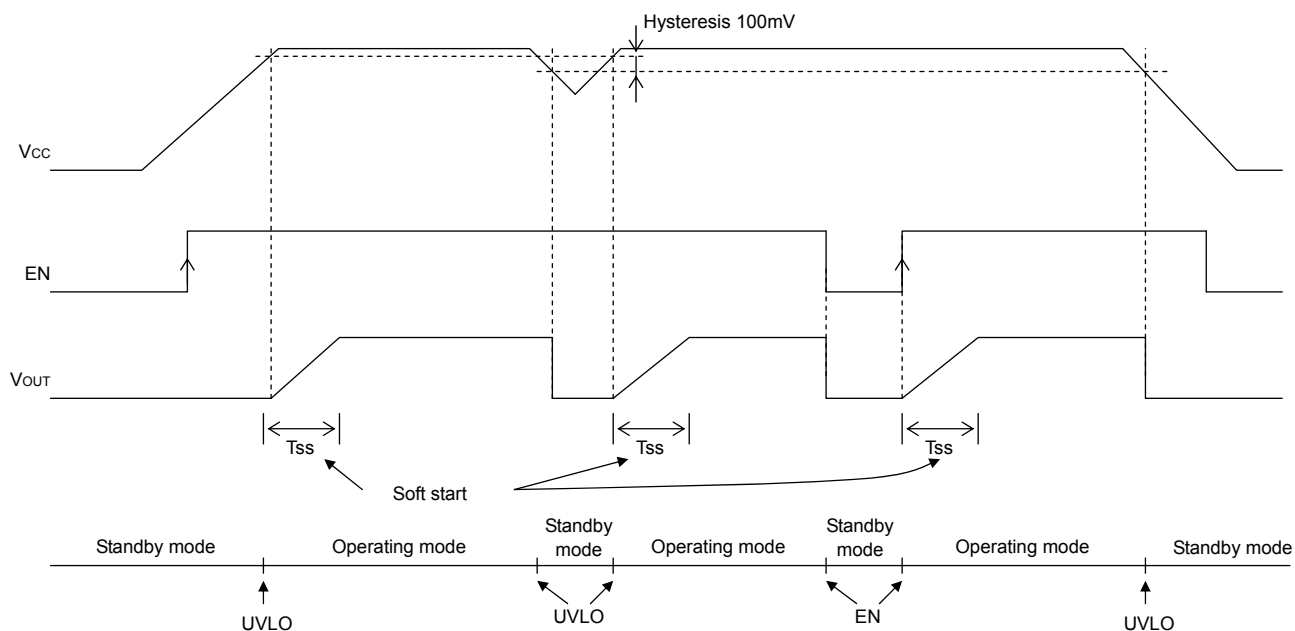 Hysteresis 100mV
VCC
EN
VOUT
Tss
Tss
Tss
Soft start
Standby mode
Operating mode
Standby
mode
Operating mode
Standby
mode
Operating mode
Standby mode
UVLO
UVLO
EN
UVLO